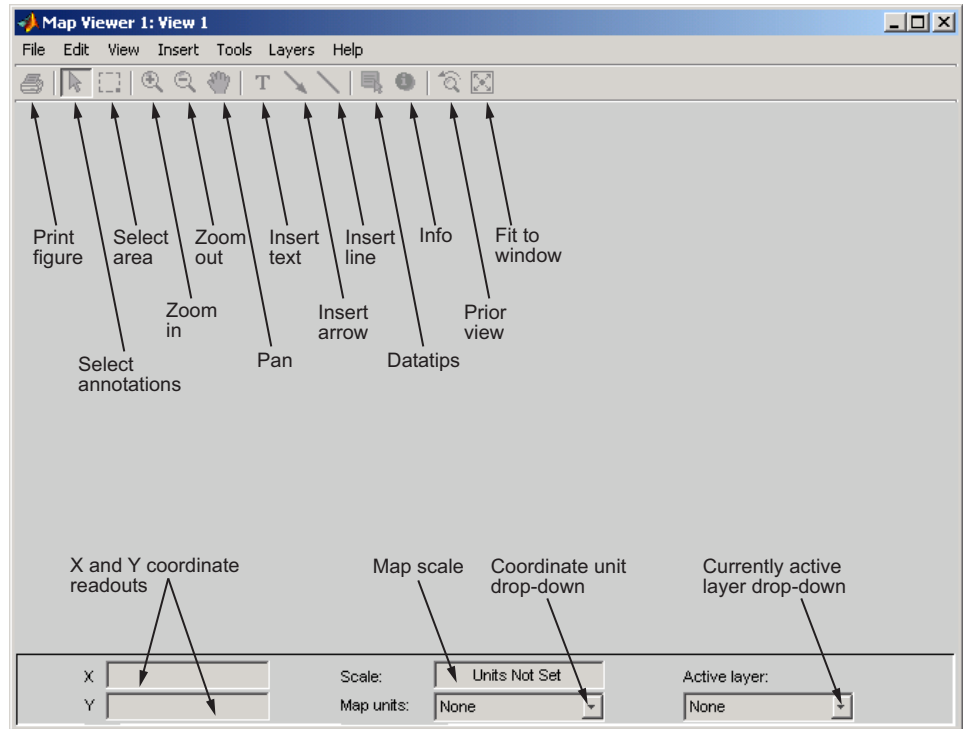 Map Viewer 1: View 1
File Edit View Insert Tools Layers Help
T
Print figure
Select area
Zoom out
Insert text
Insert line
Info
Fit to window
Zoom in
Insert arrow
Prior view
Select annotations
Pan
Datatips
X and Y coordinate readouts
Map scale
Coordinate unit drop-down
Currently active layer drop-down
X
Scale: Units Not Set
Active layer:
Y
Map units: None
None